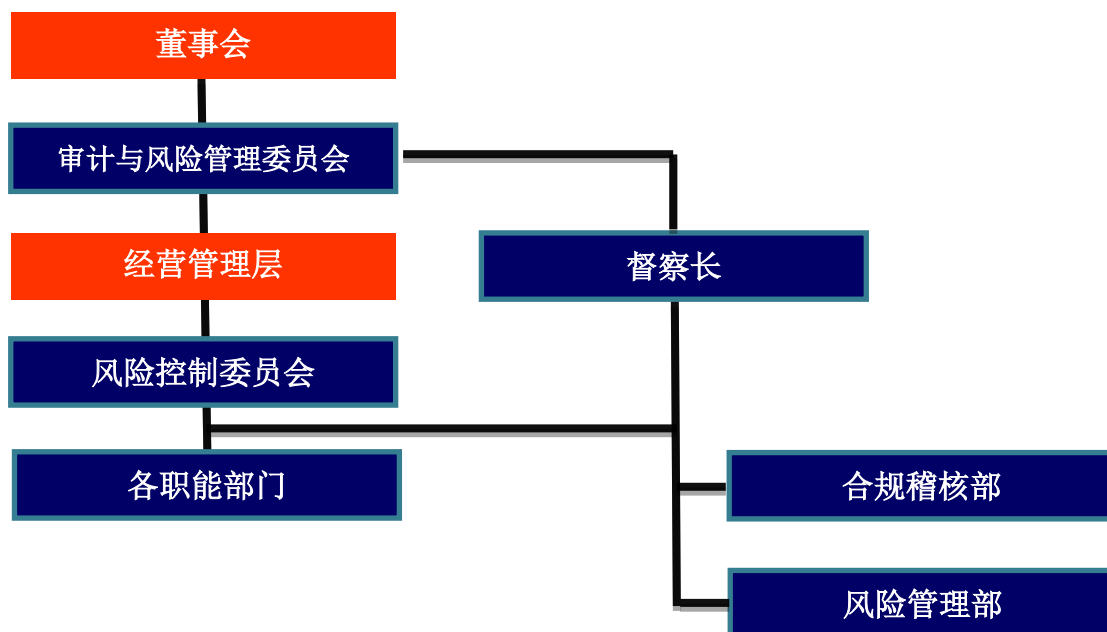 董事会
审计与风险管理委员会
经营管理层
督察长
风险控制委员会
各职能部门
合规稽核部
风险管理部